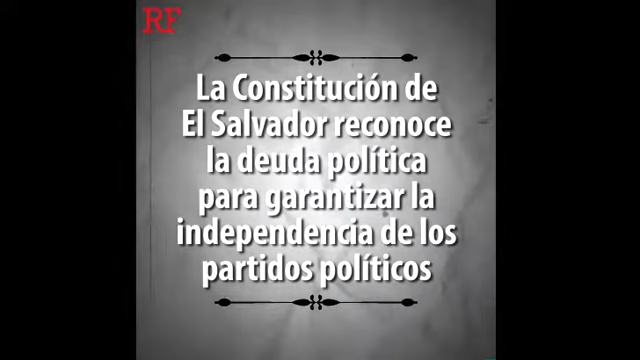 RF
La Constitución de
El Salvador reconoce
la deuda política
para garantizar la
independencia de los
partidos políticos